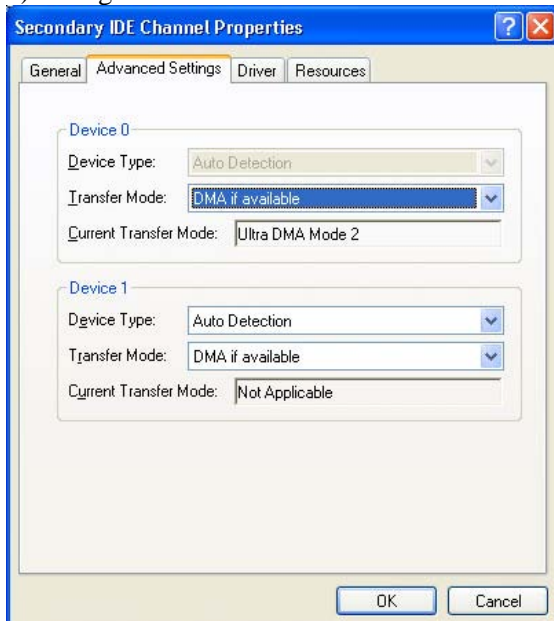 Secondary IDE Channel Properties
General Advanced Settings Driver Resources
Device 0
Device Type: Auto Detection
Transfer Mode: DMA if available
Current Transfer Mode: Ultra DMA Mode 2
Device 1
Device Type: Auto Detection
Transfer Mode: DMA if available
Current Transfer Mode: Not Applicable
OK Cancel